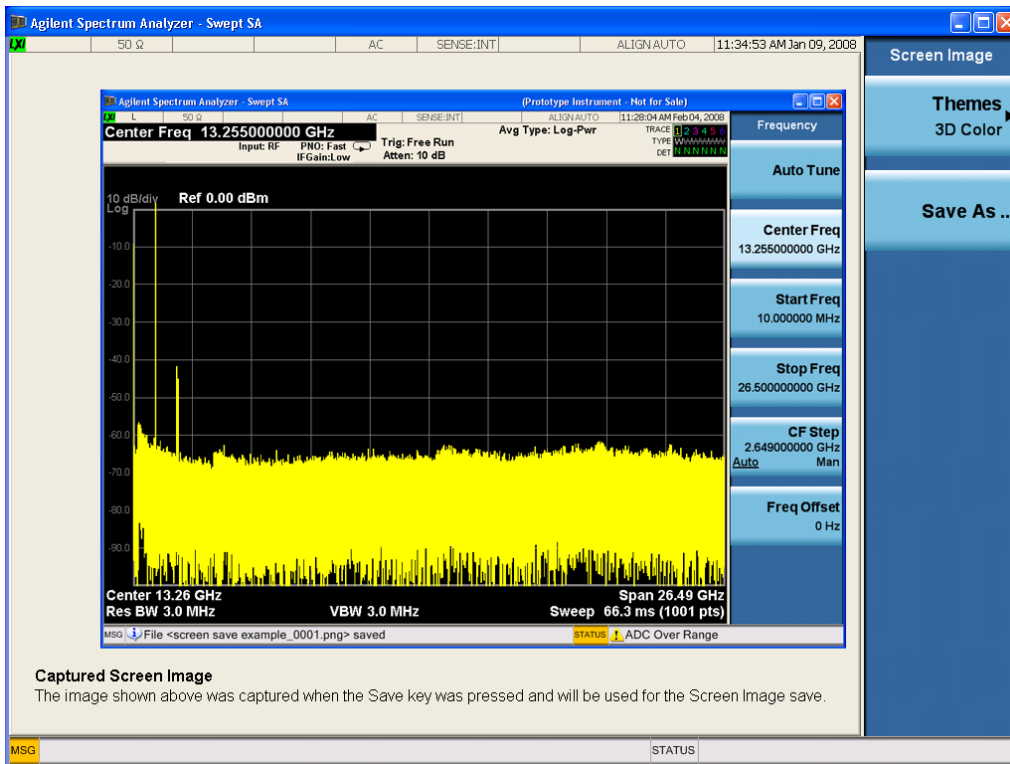 Agilent Spectrum Analyzer - Swept SA
LXI 50 Ω AC SENSE:INT ALIGN AUTO 11:34:53 AM Jan 09, 2008
Screen Image
Themes
3D Color
Save As ..
Agilent Spectrum Analyzer - Swept SA (Prototype Instrument - Not for Sale)
LXI L 50 Ω AC SENSE:INT ALIGN AUTO 11:28:04 AM Feb 04, 2008
Center Freq 13.255000000 GHz
Input: RF
PNO: Fast
IFGain:Low
Trig: Free Run
Atten: 10 dB
Avg Type: Log-Pwr
TRACE 1 2 3 4 5 6
TYPE WWWWWW
DET N N N N N N
10 dB/div Ref 0.00 dBm
Log
-10.0
-20.0
-30.0
-40.0
-50.0
-60.0
-70.0
-80.0
-90.0
Center 13.26 GHz Span 26.49 GHz
Res BW 3.0 MHz VBW 3.0 MHz Sweep 66.3 ms (1001 pts)
MSG File <screen save example_0001.png> saved STATUS ADC Over Range
Frequency
Auto Tune
Center Freq
13.255000000 GHz
Start Freq
10.000000 MHz
Stop Freq
26.500000000 GHz
CF Step
2.649000000 GHz
Auto Man
Freq Offset
0 Hz
Captured Screen Image
The image shown above was captured when the Save key was pressed and will be used for the Screen Image save.
MSG STATUS